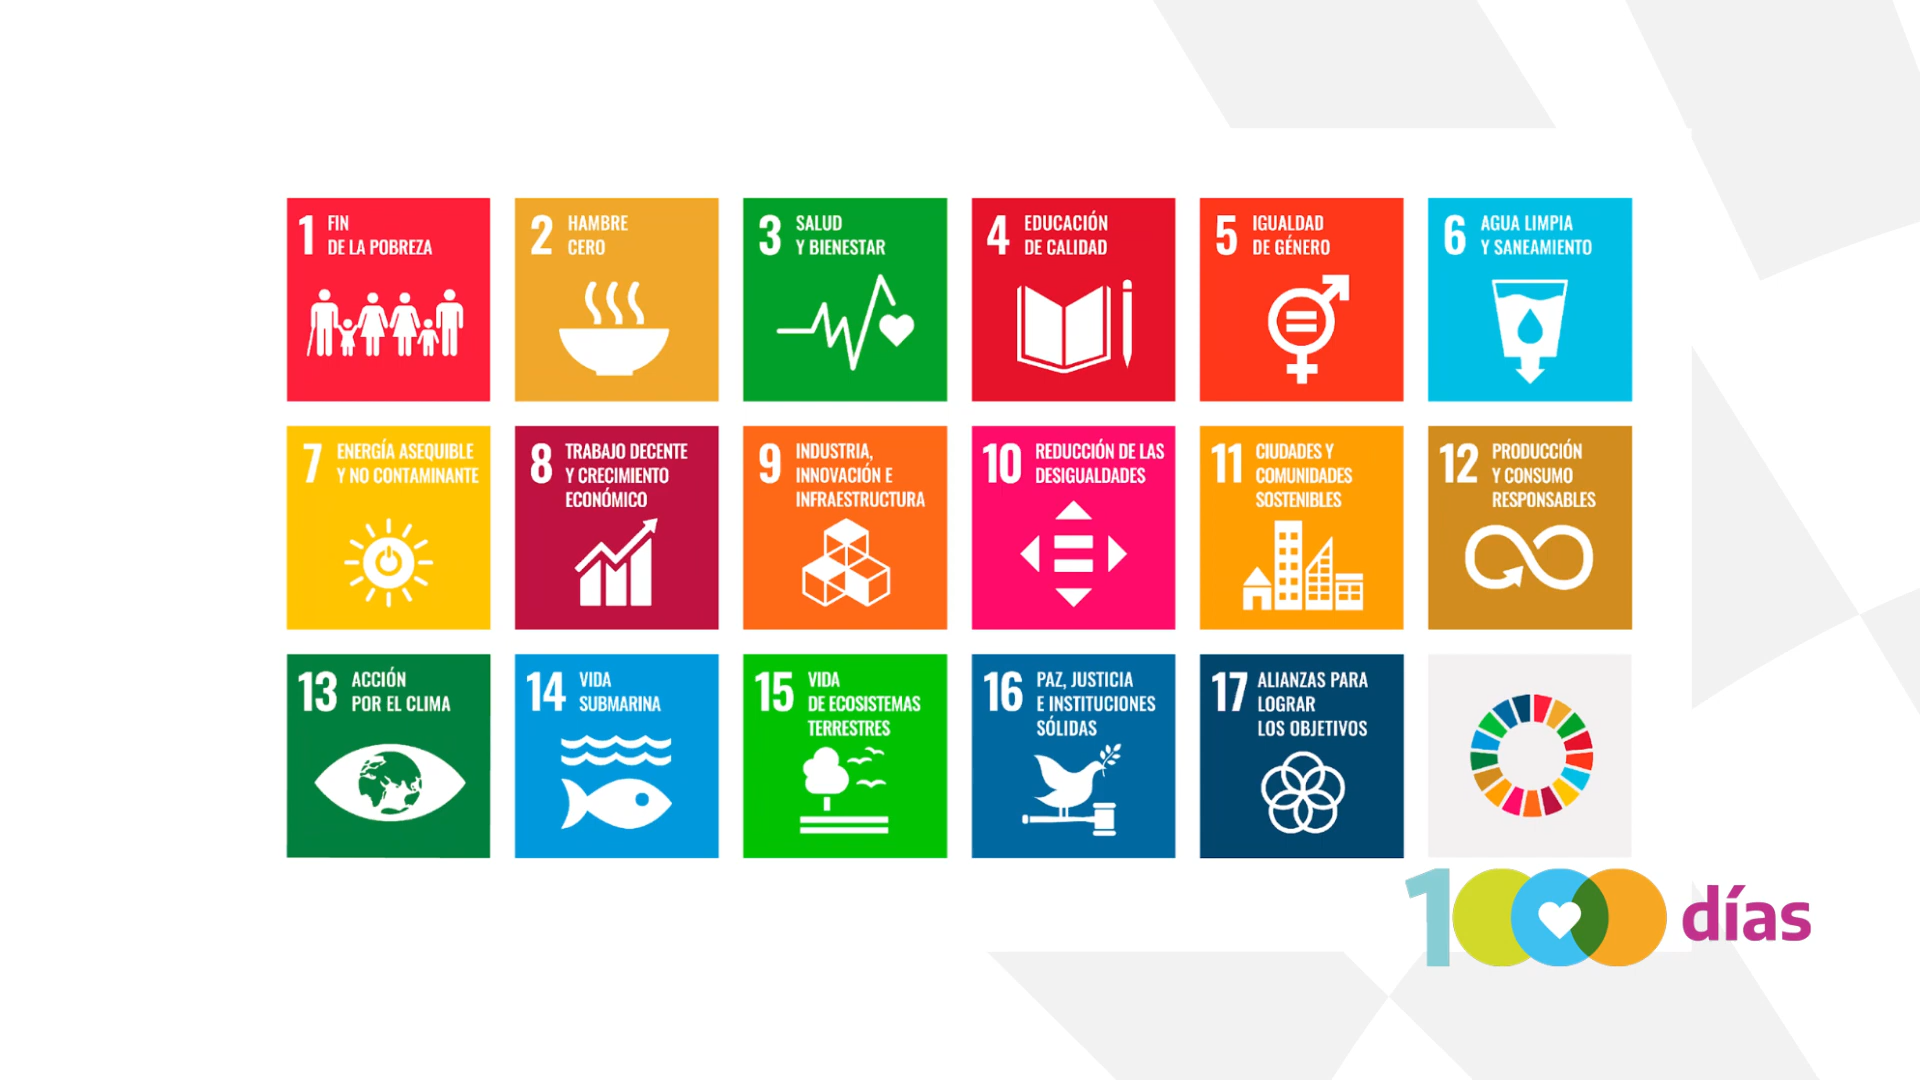 1 FIN
DE LA POBREZA
2 HAMBRE
CERO
3 SALUD
Y BIENESTAR
4 EDUCACIÓN
DE CALIDAD
5 IGUALDAD
DE GÉNERO
6 AGUA LIMPIA
Y SANEAMIENTO
7 ENERGÍA ASEQUIBLE
Y NO CONTAMINANTE
8 TRABAJO DECENTE
Y CRECIMIENTO
ECONÓMICO
9 INDUSTRIA,
INNOVACIÓN E
INFRAESTRUCTURA
10 REDUCCIÓN DE LAS
DESIGUALDADES
11 CIUDADES Y
COMUNIDADES
SOSTENIBLES
12 PRODUCCIÓN
Y CONSUMO
RESPONSABLES
13 ACCIÓN
POR EL CLIMA
14 VIDA
SUBMARINA
15 VIDA
DE ECOSISTEMAS
TERRESTRES
16 PAZ, JUSTICIA
E INSTITUCIONES
SÓLIDAS
17 ALIANZAS PARA
LOGRAR
LOS OBJETIVOS
1000 días